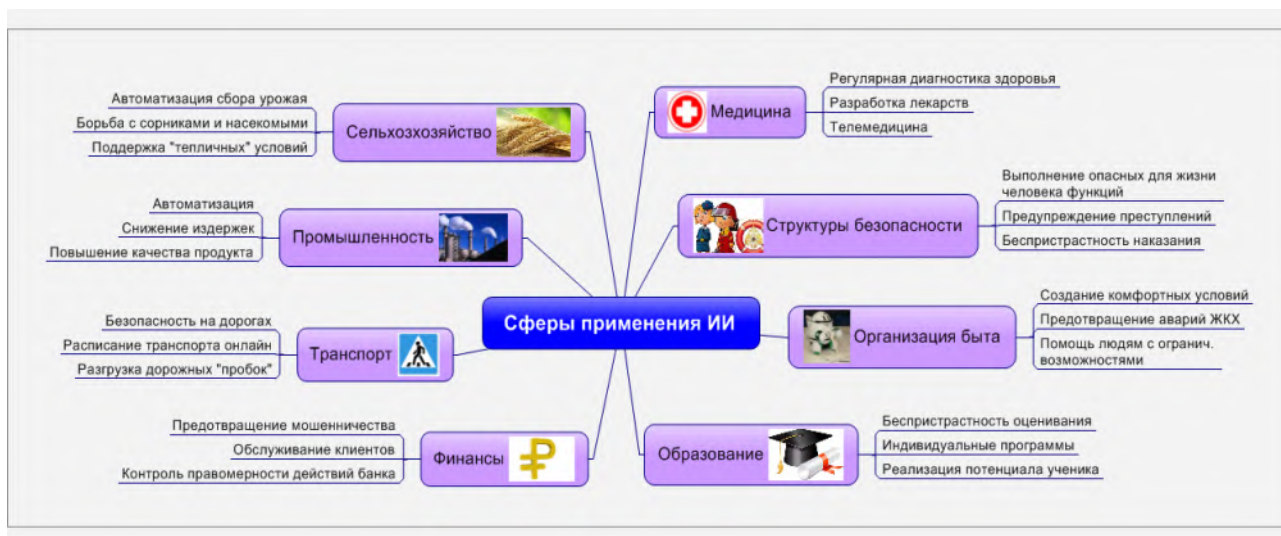 Сферы применения ИИ
Сельхозхозяйство
Автоматизация сбора урожая
Борьба с сорниками и насекомыми
Поддержка "тепличных" условий
Промышленность
Автоматизация
Снижение издержек
Повышение качества продукта
Транспорт
Безопасность на дорогах
Расписание транспорта онлайн
Разгрузка дорожных "пробок"
Финансы
Предотвращение мошенничества
Обслуживание клиентов
Контроль правомерности действий банка
Медицина
Регулярная диагностика здоровья
Разработка лекарств
Телемедицина
Структуры безопасности
Выполнение опасных для жизни
человека функций
Предупреждение преступлений
Беспристрастность наказания
Организация быта
Создание комфортных условий
Предотвращение аварий ЖКХ
Помощь людям с огранич.
возможностями
Образование
Беспристрастность оценивания
Индивидуальные программы
Реализация потенциала ученика